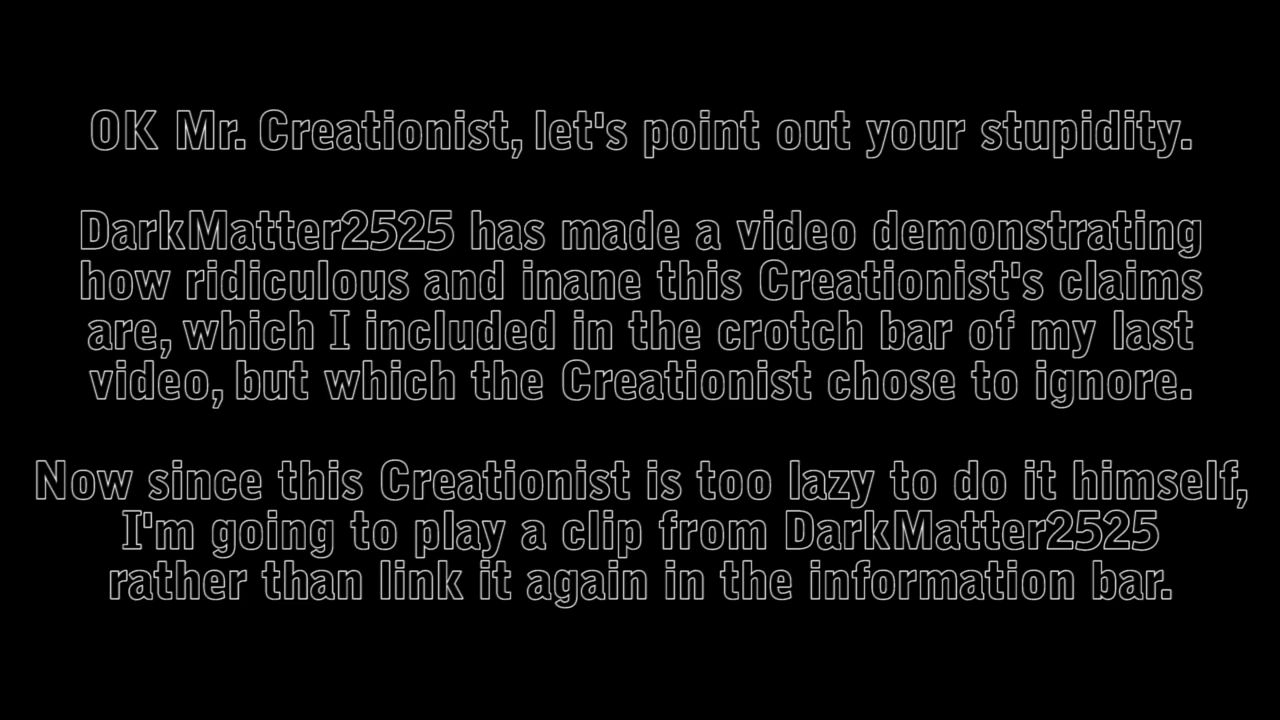 OK Mr. Creationist, let's point out your stupidity.
DarkMatter2525 has made a video demonstrating
how ridiculous and inane this Creationist's claims
are, which I included in the crotch bar of my last
video, but which the Creationist chose to ignore.
Now since this Creationist is too lazy to do it himself,
I'm going to play a clip from DarkMatter2525
rather than link it again in the information bar.